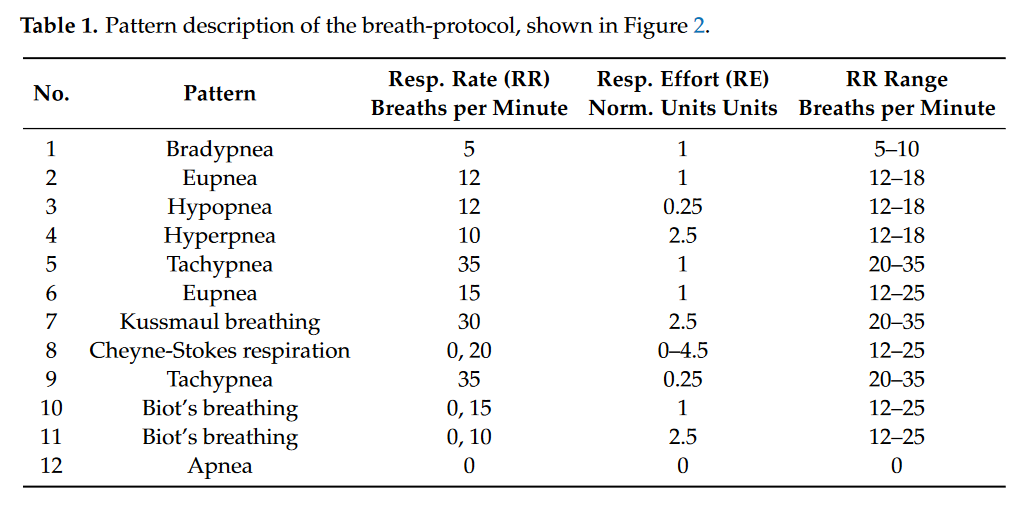 Table 1. Pattern description of the breath-protocol, shown in Figure 2.
No. Pattern Resp. Rate (RR) Breaths per Minute Resp. Effort (RE) Norm. Units Units RR Range Breaths per Minute
1 Bradypnea 5 1 5–10
2 Eupnea 12 1 12–18
3 Hypopnea 12 0.25 12–18
4 Hyperpnea 10 2.5 12–18
5 Tachypnea 35 1 20–35
6 Eupnea 15 1 12–25
7 Kussmaul breathing 30 2.5 20–35
8 Cheyne-Stokes respiration 0, 20 0–4.5 12–25
9 Tachypnea 35 0.25 20–35
10 Biot’s breathing 0, 15 1 12–25
11 Biot’s breathing 0, 10 2.5 12–25
12 Apnea 0 0 0